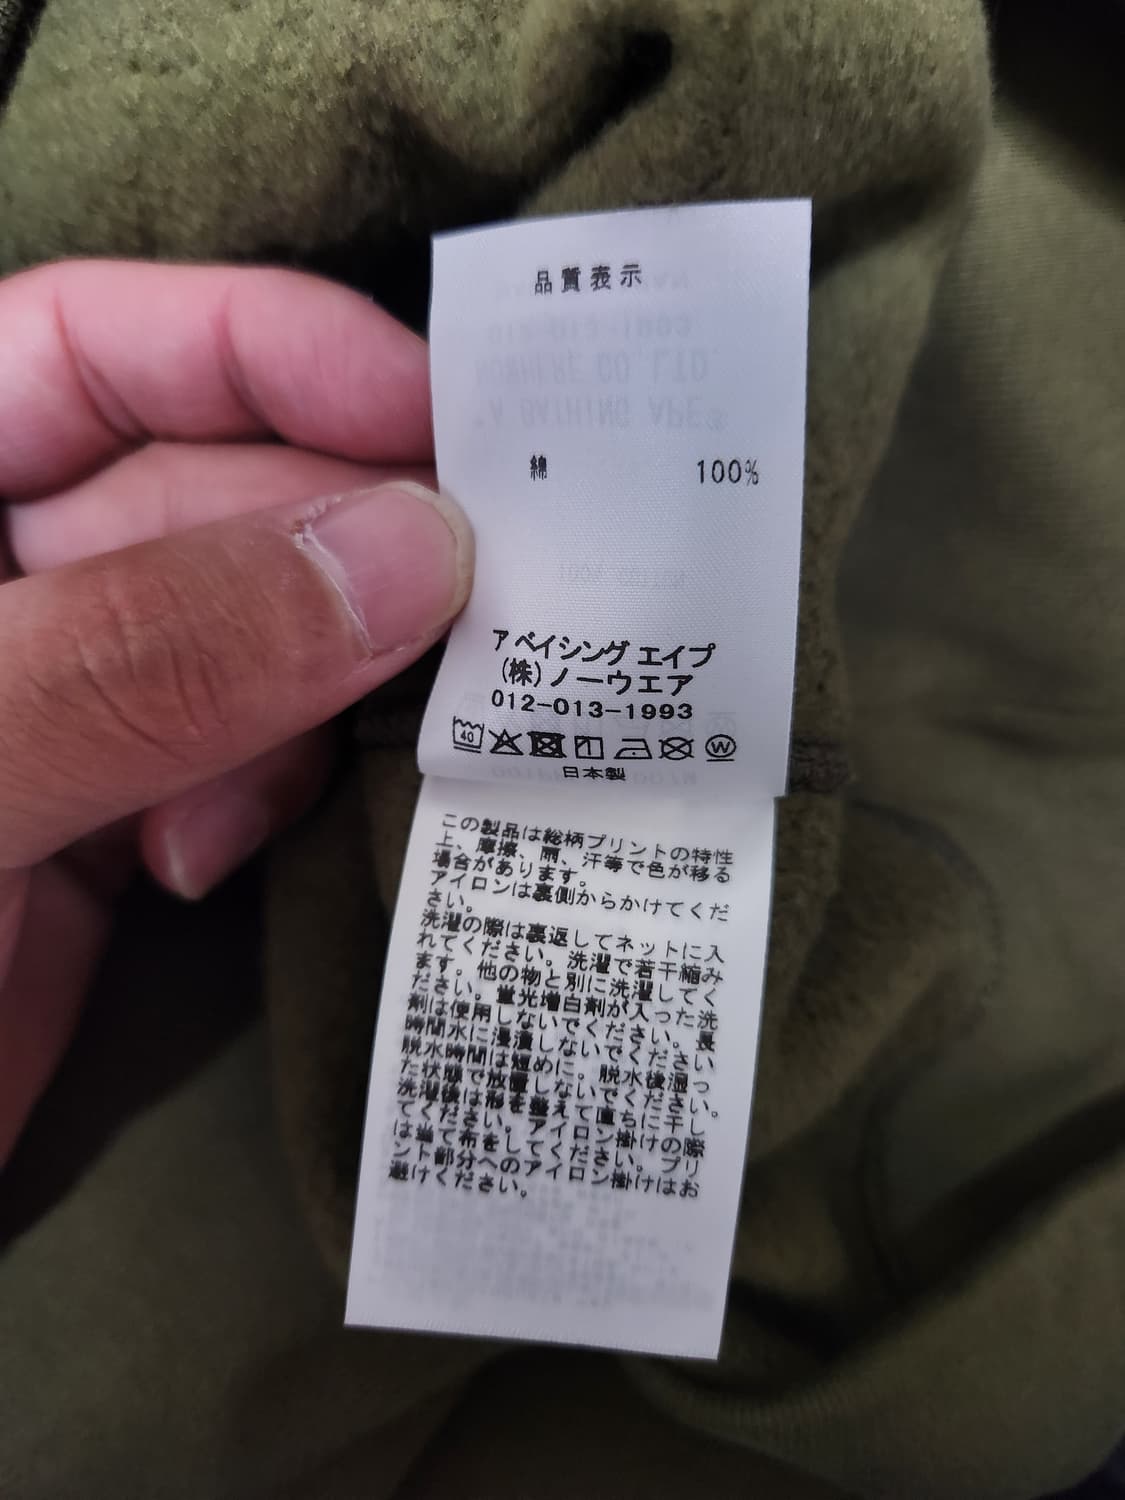 品質表示
綿 100%
ア ベイシング エイプ
(株)ノーウエア
012-013-1993
40
W
日本製
この製品は総柄プリントの特性
上、摩擦、雨、汗等で色が移る
場合があります。
アイロンは裏側からかけてくだ
さい。
洗濯の際は裏返してネットに入
れてください。洗濯で若干縮み
ます。他の物と別に洗濯してく
ださい。蛍光増白剤が入った洗
剤は使用しないでください。長
時間水に浸漬しないでください
脱水時間は短めに。脱水後湿っ
た状態で放置しないでください。
洗濯後は形を整えて直ちに干し
てください。アイロン掛けの際
は当て布をしてください。プリ
ント部分へのアイロン掛けはお
避けください。